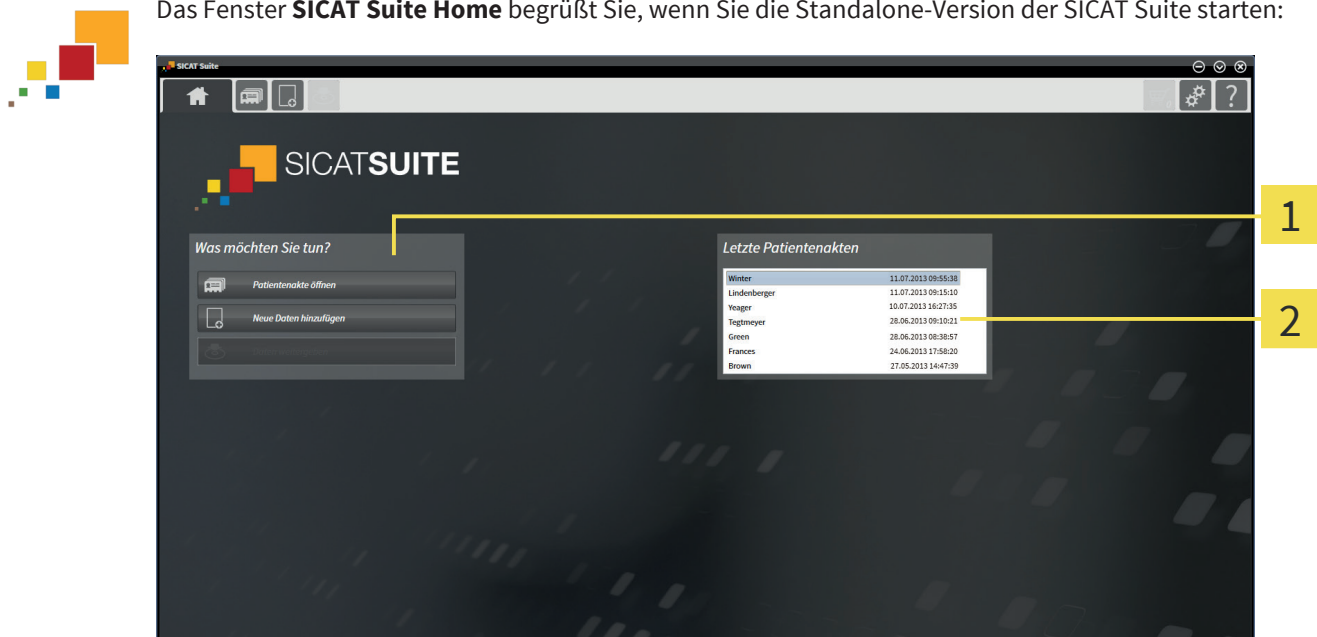 Das Fenster SICAT Suite Home begrüßt Sie, wenn Sie die Standalone-Version der SICAT Suite starten:
SICAT Suite
?
SICATSUITE
1
Was möchten Sie tun?
Letzte Patientenakten
Patientenakte öffnen
Neue Daten hinzufügen
Winter 11.07.2013 09:55:38
Lindenberger 11.07.2013 09:15:10
Yeager 10.07.2013 16:27:35
Tegtmeyer 28.06.2013 09:10:21
Green 28.06.2013 08:38:57
Frances 24.06.2013 17:58:20
Brown 27.05.2013 14:47:39
2